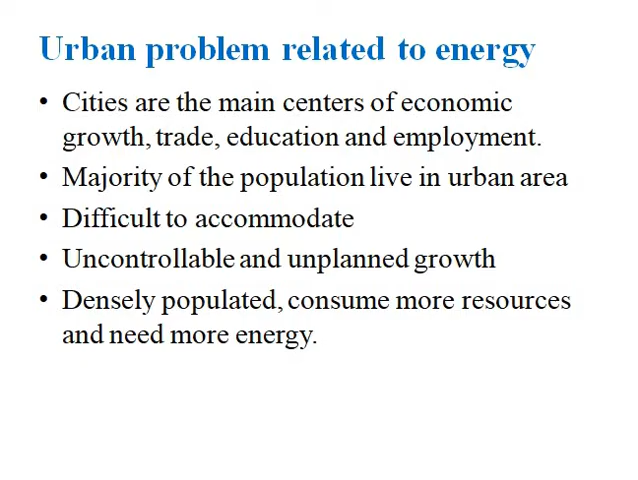 Urban problem related to energy
• Cities are the main centers of economic
growth, trade, education and employment.
• Majority of the population live in urban area
• Difficult to accommodate
• Uncontrollable and unplanned growth
• Densely populated, consume more resources
and need more energy.